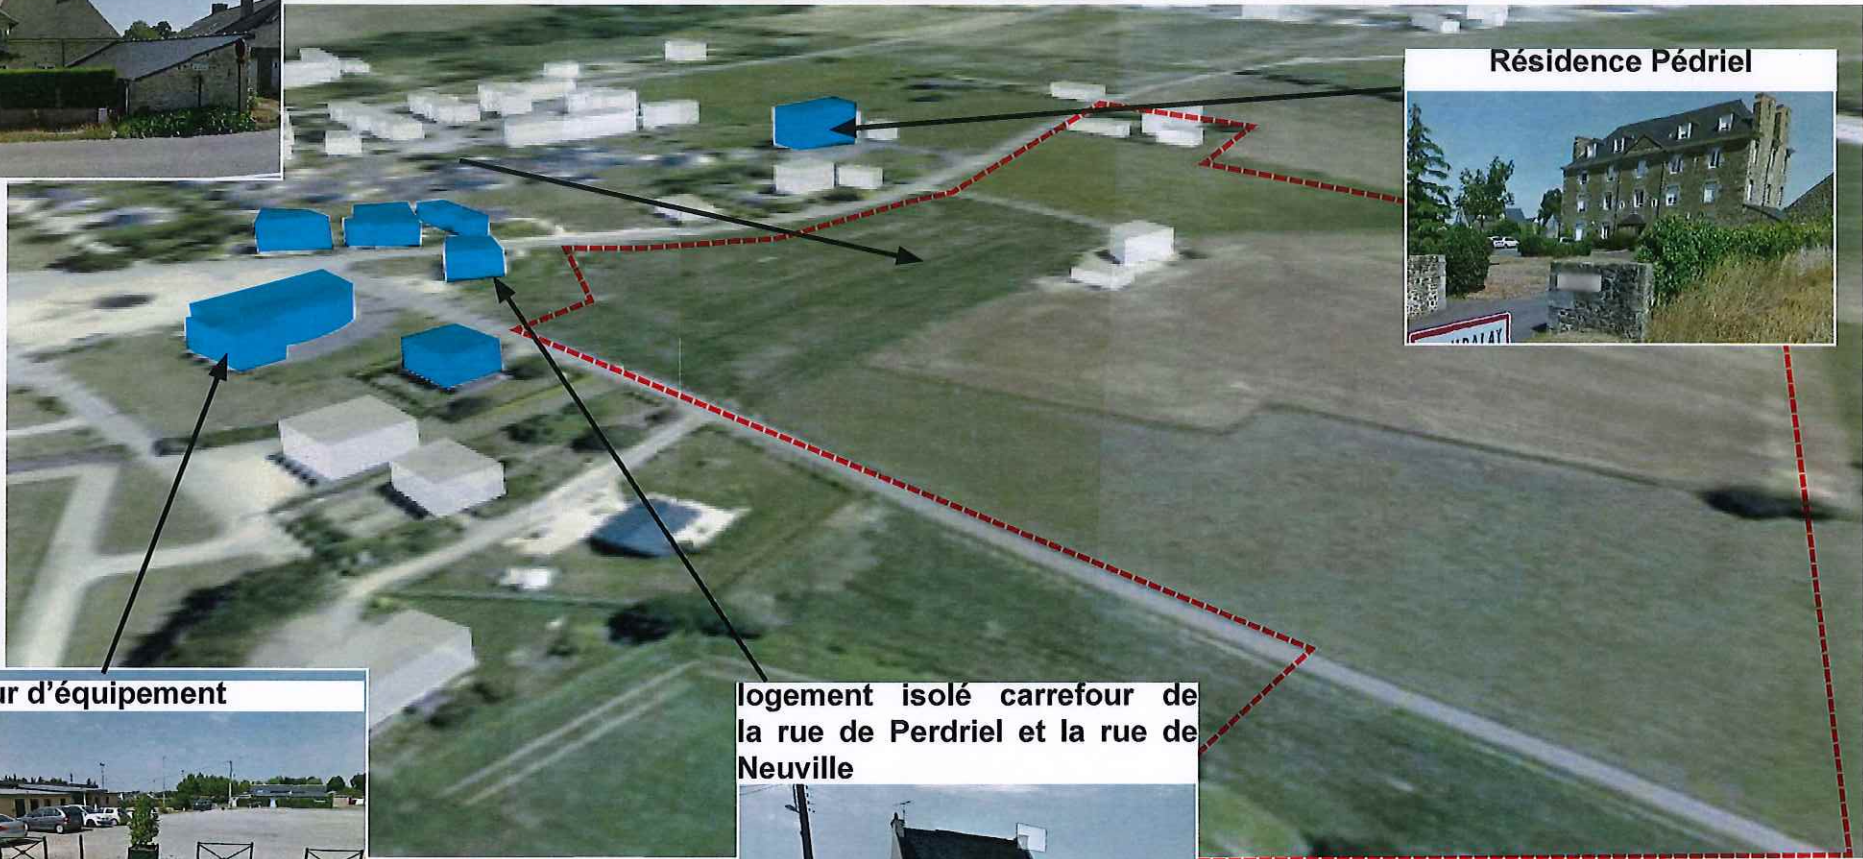 Résidence Pédriel
ur d'équipement
logement isolé carrefour de
la rue de Perdriel et la rue de
Neuville